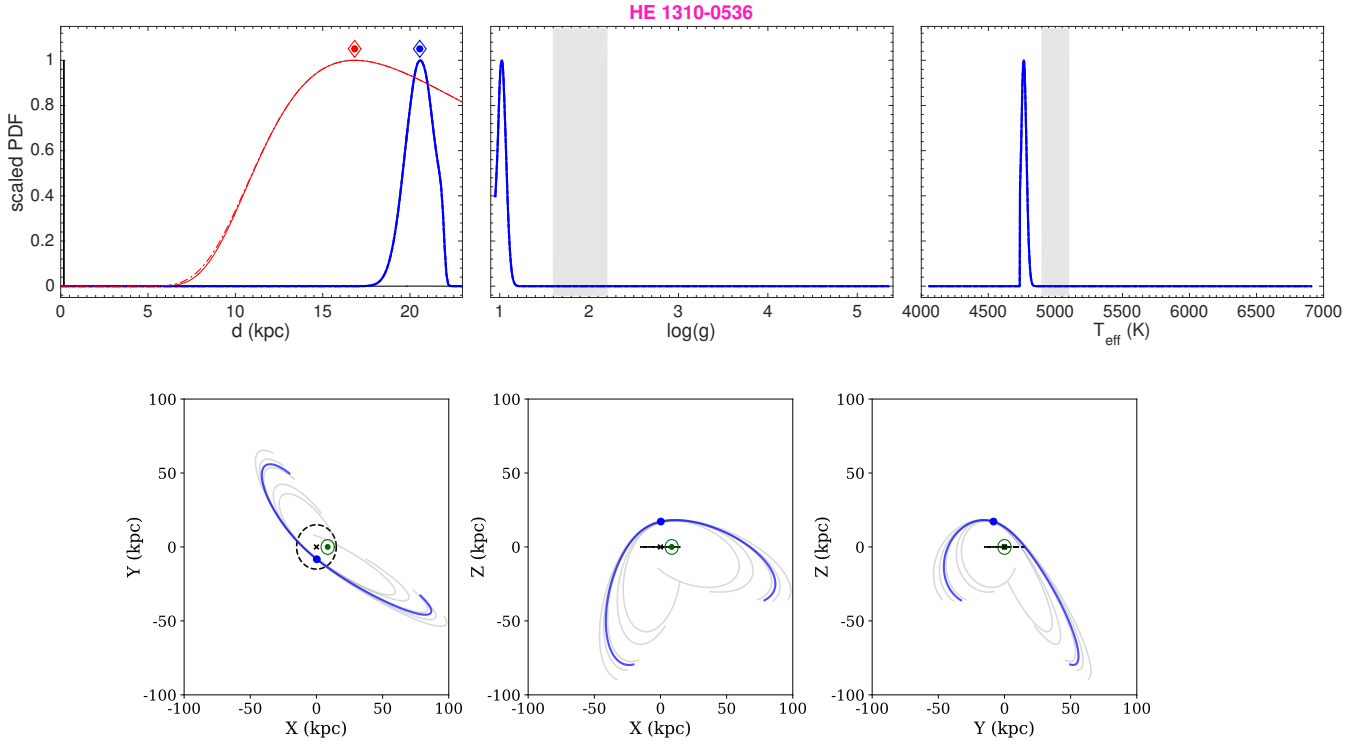 HE 1310-0536
scaled PDF
1
0.8
0.6
0.4
0.2
0
0 5 10 15 20
d (kpc)
1 2 3 4 5
log(g)
4000 4500 5000 5500 6000 6500 7000
T_eff (K)
Y (kpc)
100
50
0
-50
-100
-100 -50 0 50 100
X (kpc)
Z (kpc)
100
50
0
-50
-100
-100 -50 0 50 100
X (kpc)
Z (kpc)
100
50
0
-50
-100
-100 -50 0 50 100
Y (kpc)